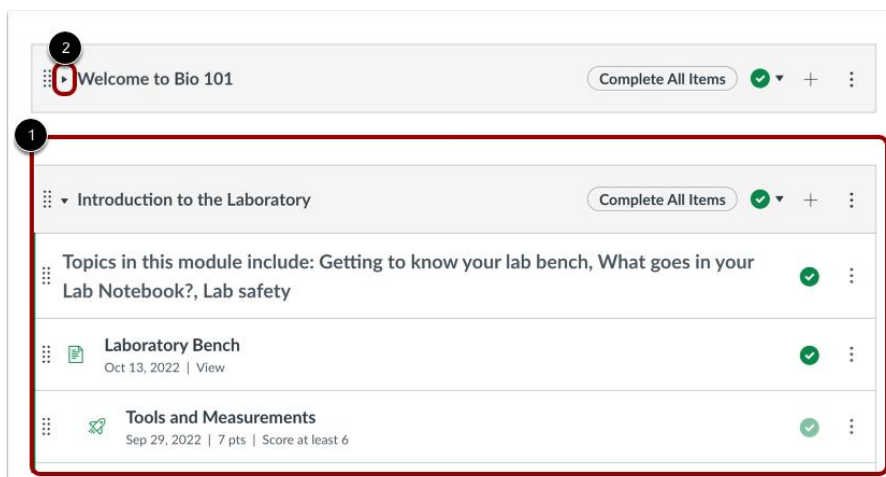 2
Welcome to Bio 101 Complete All Items
1
Introduction to the Laboratory Complete All Items
Topics in this module include: Getting to know your lab bench, What goes in your
Lab Notebook?, Lab safety
Laboratory Bench
Oct 13, 2022 | View
Tools and Measurements
Sep 29, 2022 | 7 pts | Score at least 6